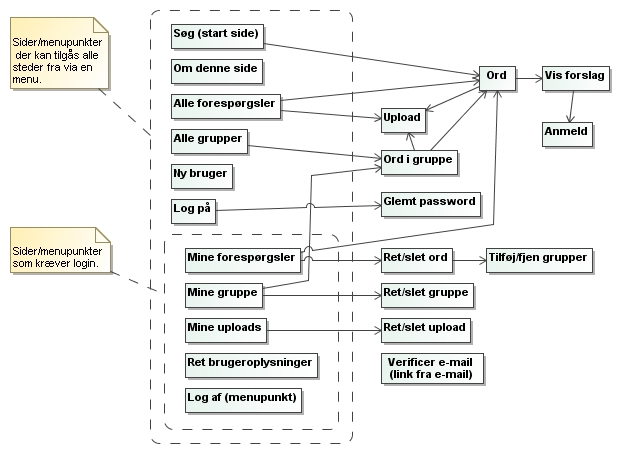 Sider/menupunkter
der kan tilgås alle
steder fra via en
menu.
Søg (start side)
Om denne side
Alle forespørgsler
Alle grupper
Ny bruger
Log på
Ord
Vis forslag
Upload
Anmeld
Ord i gruppe
Glemt password
Sider/menupunkter
som kræver login.
Mine forespørgsler
Mine gruppe
Mine uploads
Ret brugeroplysninger
Log af (menupunkt)
Ret/slet ord
Tilføj/fjen grupper
Ret/slet gruppe
Ret/slet upload
Verificer e-mail
(link fra e-mail)